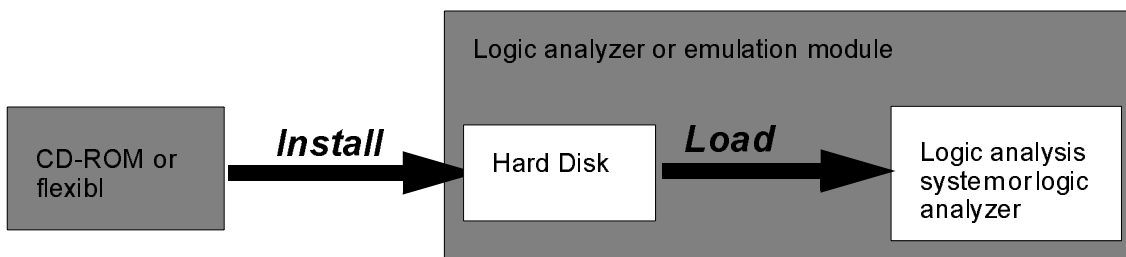 Logic analyzer or emulation module
CD-ROM or
flexibl
Install
Hard Disk
Load
Logic analysis
systemorlogic
analyzer